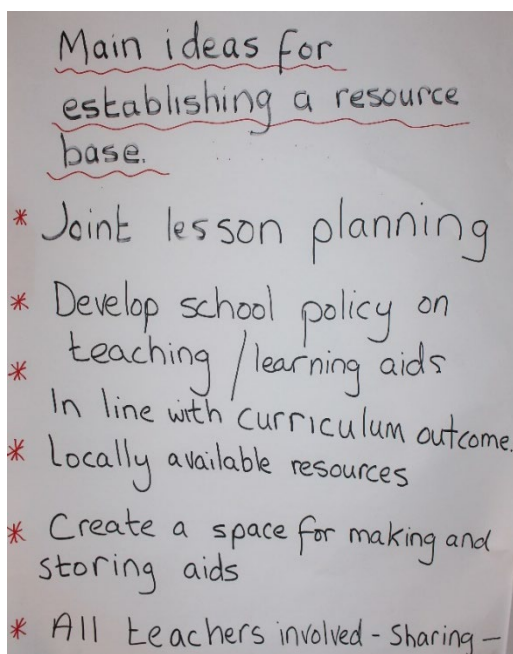 Main ideas for
establishing a resource
base.
* Joint lesson planning
* Develop school policy on
teaching / learning aids
* In line with curriculum outcome.
* Locally available resources
* Create a space for making and
storing aids
* All teachers involved - Sharing -